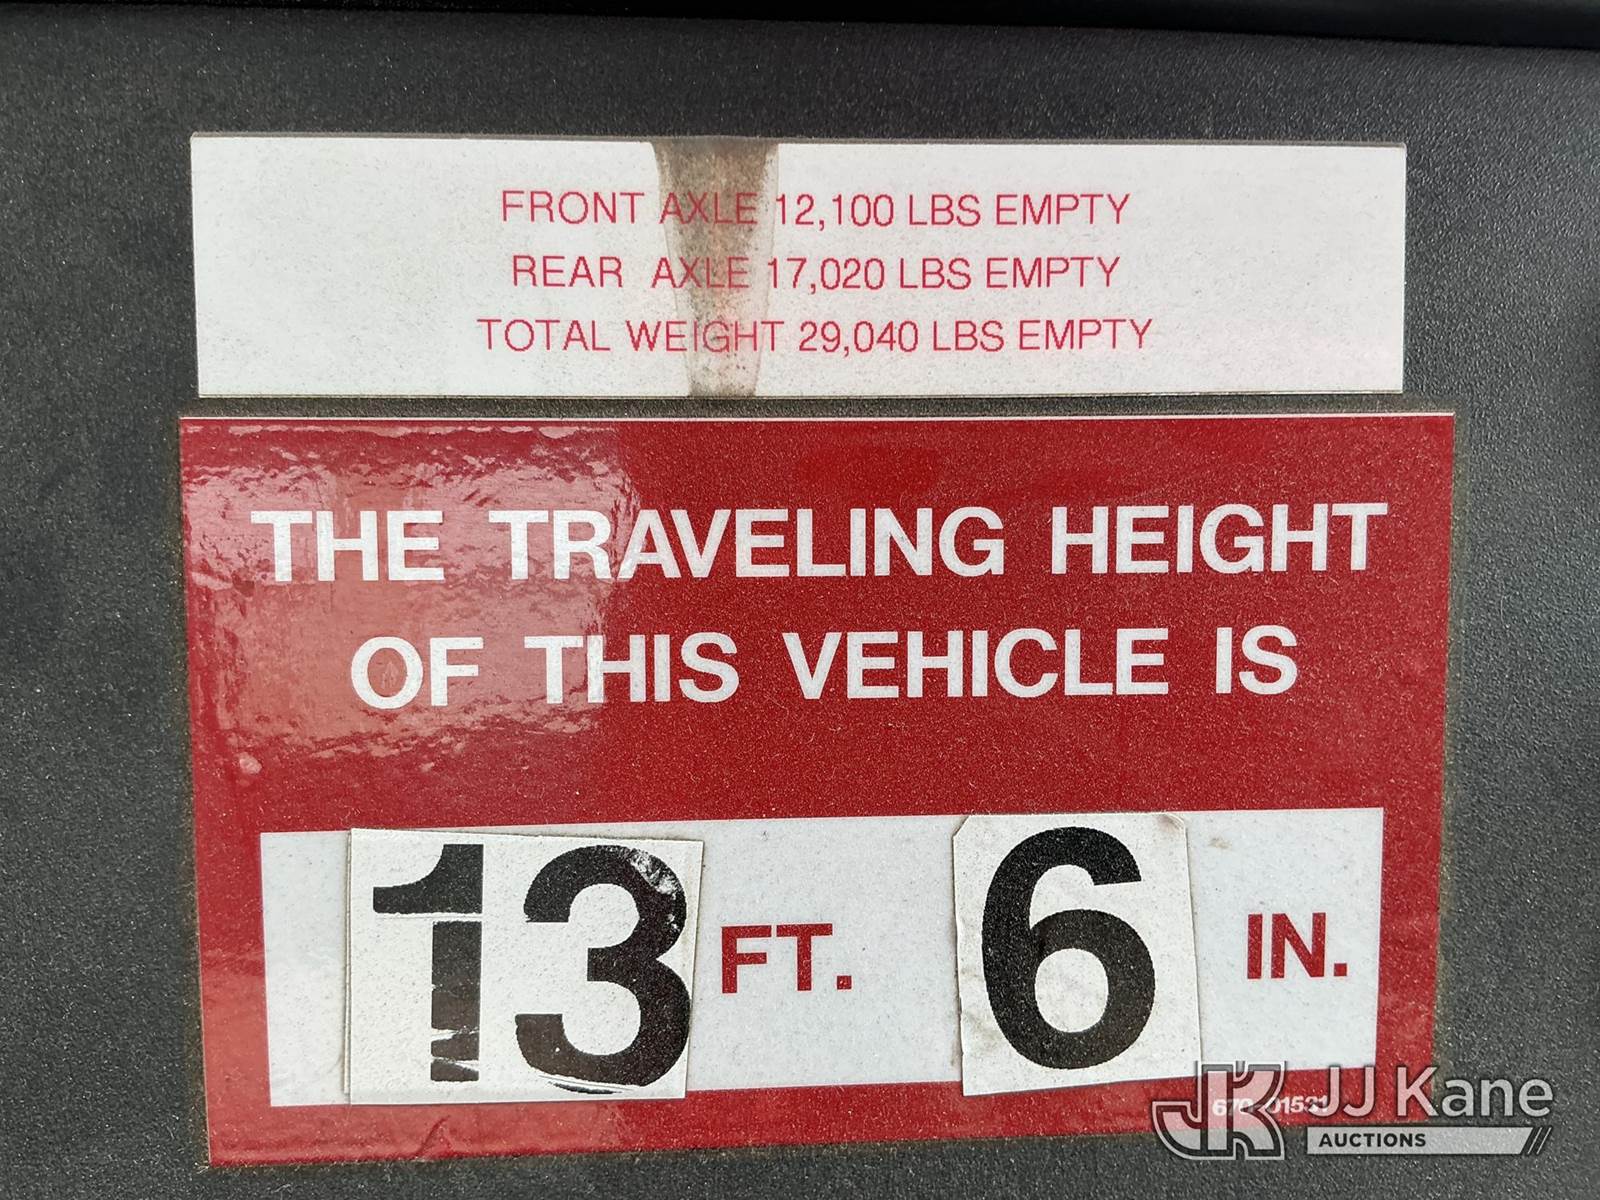 FRONT AXLE 12,100 LBS EMPTY
REAR AXLE 17,020 LBS EMPTY
TOTAL WEIGHT 29,040 LBS EMPTY
THE TRAVELING HEIGHT
OF THIS VEHICLE IS
13 FT. 6 IN.
JJ Kane
AUCTIONS